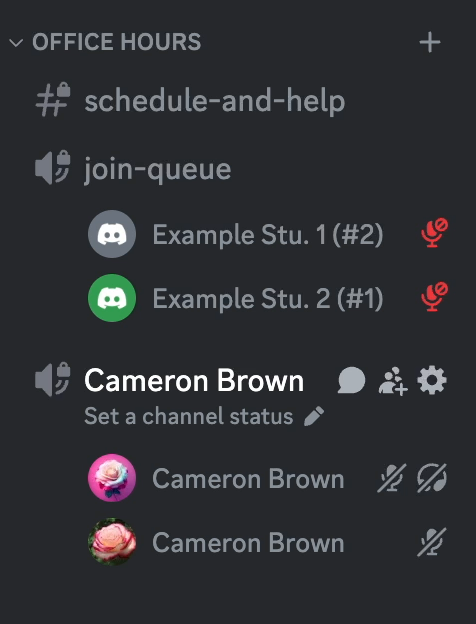 OFFICE HOURS
schedule-and-help
join-queue
Example Stu. 1 (#2)
Example Stu. 2 (#1)
Cameron Brown
Set a channel status
Cameron Brown
Cameron Brown